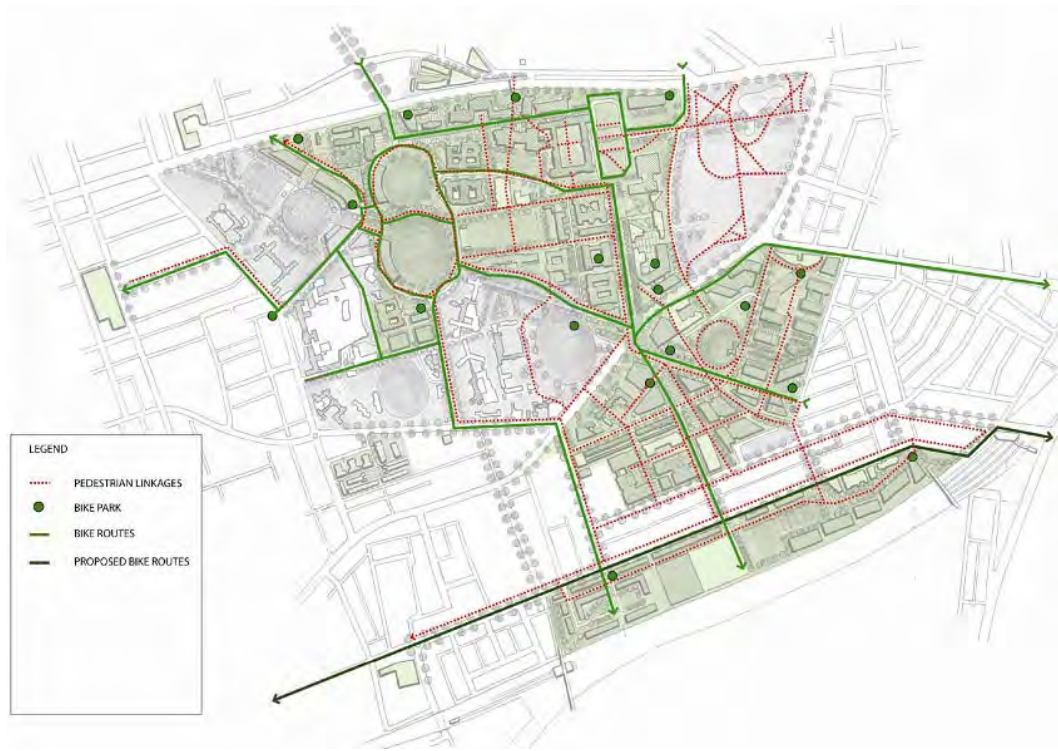 LEGEND
PEDESTRIAN LINKAGES
BIKE PARK
BIKE ROUTES
PROPOSED BIKE ROUTES